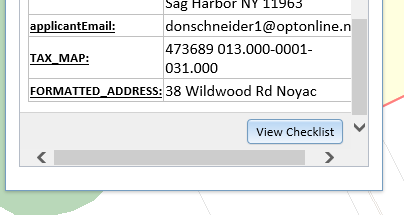 Sag Harbor NY 11963
applicantEmail: donschneider1@optonline.n
TAX_MAP: 473689 013.000-0001-
031.000
FORMATTED_ADDRESS: 38 Wildwood Rd Noyac
View Checklist